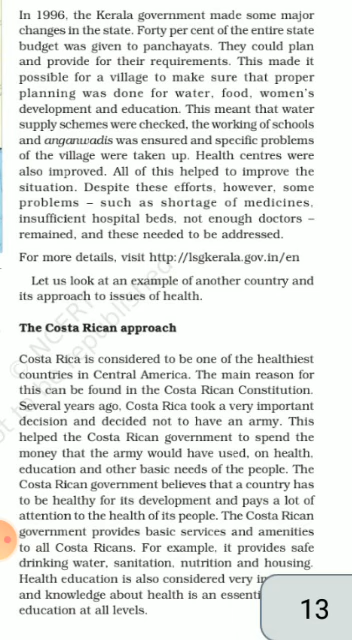 In 1996, the Kerala government made some major
changes in the state. Forty per cent of the entire state
budget was given to panchayats. They could plan
and provide for their requirements. This made it
possible for a village to make sure that proper
planning was done for water, food, women's
development and education. This meant that water
supply schemes were checked, the working of schools
and anganwadis was ensured and specific problems
of the village were taken up. Health centres were
also improved. All of this helped to improve the
situation. Despite these efforts, however, some
problems – such as shortage of medicines,
insufficient hospital beds, not enough doctors –
remained, and these needed to be addressed.
For more details, visit http://lsgkerala.gov.in/en
Let us look at an example of another country and
its approach to issues of health.
The Costa Rican approach
Costa Rica is considered to be one of the healthiest
countries in Central America. The main reason for
this can be found in the Costa Rican Constitution.
Several years ago, Costa Rica took a very important
decision and decided not to have an army. This
helped the Costa Rican government to spend the
money that the army would have used, on health,
education and other basic needs of the people. The
Costa Rican government believes that a country has
to be healthy for its development and pays a lot of
attention to the health of its people. The Costa Rican
government provides basic services and amenities
to all Costa Ricans. For example, it provides safe
drinking water, sanitation, nutrition and housing.
Health education is also considered very
and knowledge about health is an
education at all levels.
13